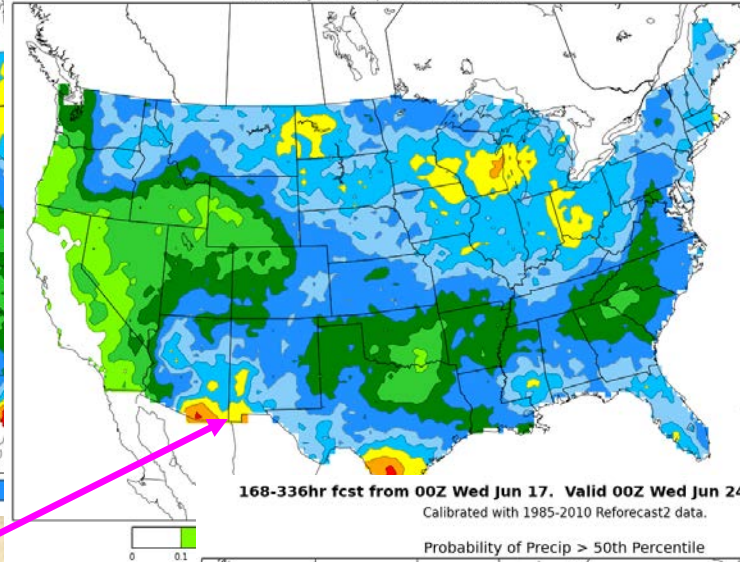 0
0.1
168-336hr fcst from 00Z Wed Jun 17. Valid 00Z Wed Jun 24
Calibrated with 1985-2010 Reforecast2 data.
Probability of Precip > 50th Percentile